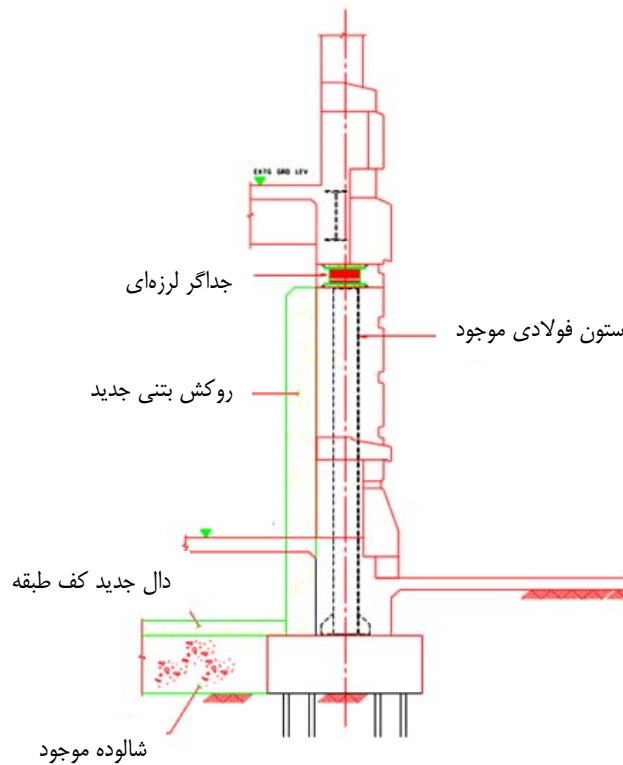 EXTG GRD LEV
جداگر لرزه‌ای
ستون فولادی موجود
روکش بتنی جدید
دال جدید کف طبقه
شالوده موجود